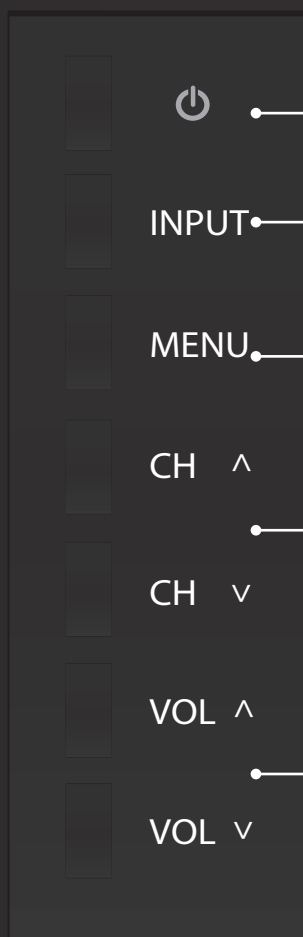 INPUT
MENU
CH ^
CH v
VOL ^
VOL v